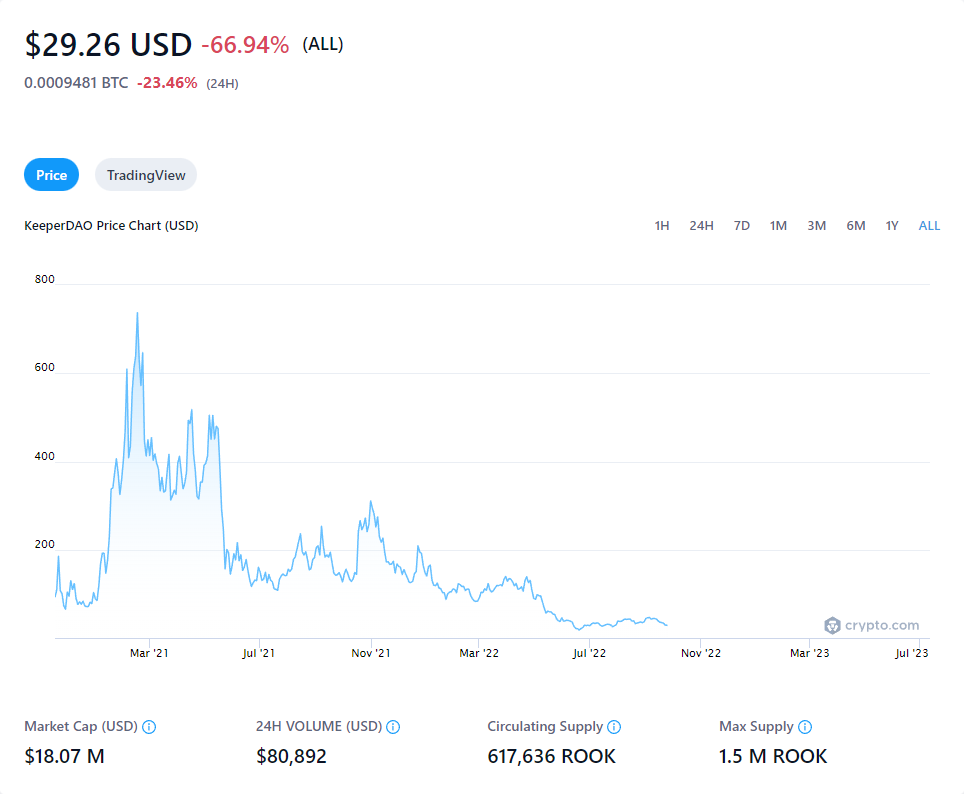 $29.26 USD -66.94% (ALL)
0.0009481 BTC -23.46% (24H)
Price TradingView
KeeperDAO Price Chart (USD) 1H 24H 7D 1M 3M 6M 1Y ALL
800
600
400
200
crypto.com
Mar '21 Jul '21 Nov '21 Mar '22 Jul '22 Nov '22 Mar '23 Jul '23
Market Cap (USD) 24H VOLUME (USD) Circulating Supply Max Supply
$18.07 M $80,892 617,636 ROOK 1.5 M ROOK